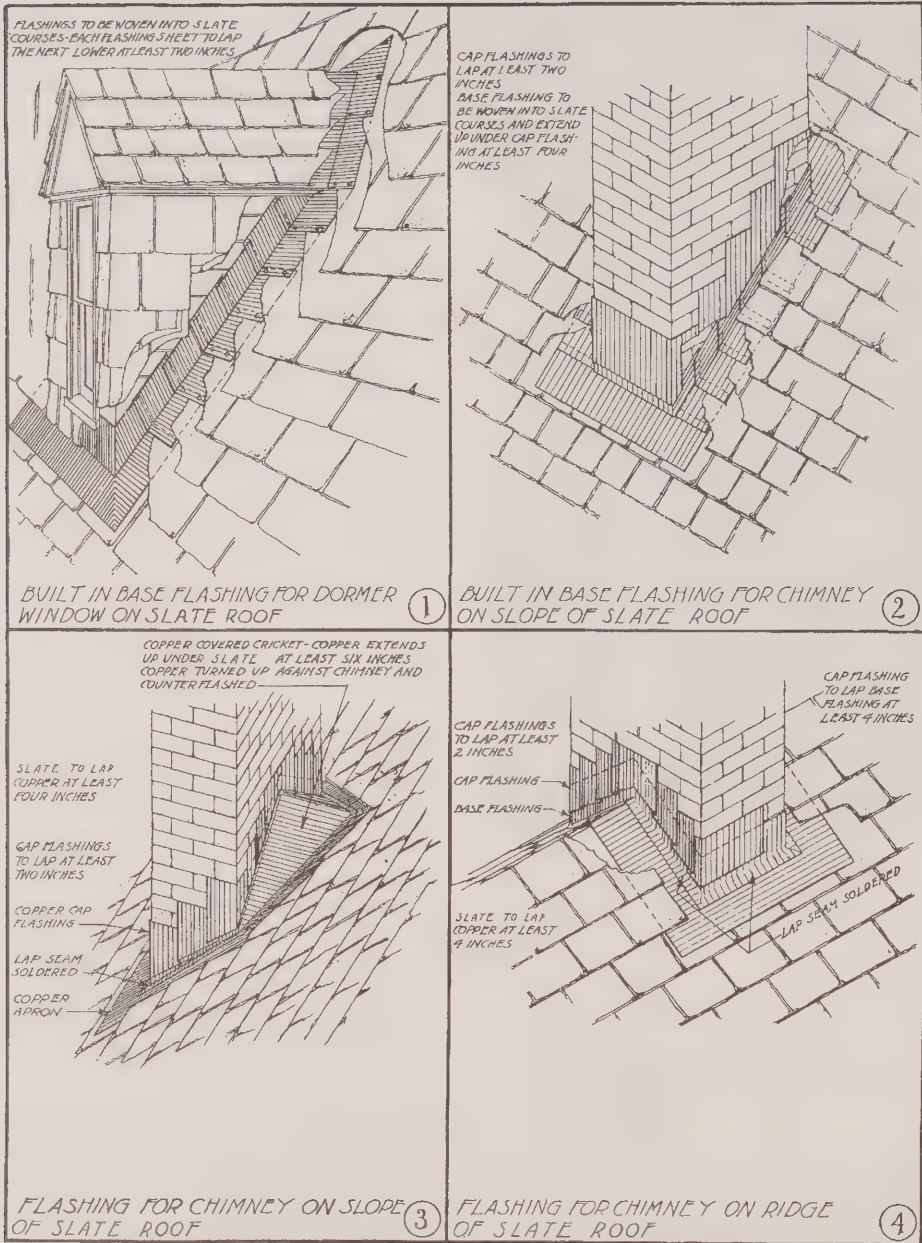 FLASHINGS TO BE WOVEN INTO SLATE
COURSES-EACH FLASHING SHEET TO LAP
THE NEXT LOWER AT LEAST TWO INCHES
BUILT IN BASE FLASHING FOR DORMER
WINDOW ON SLATE ROOF
1
CAP FLASHINGS TO
LAP AT LEAST TWO
INCHES
BASE FLASHING TO
BE WOVEN INTO SLATE
COURSES AND EXTEND
UP UNDER CAP FLASH-
ING AT LEAST FOUR
INCHES
BUILT IN BASE FLASHING FOR CHIMNEY
ON SLOPE OF SLATE ROOF
2
COPPER COVERED CRICKET-COPPER EXTENDS
UP UNDER SLATE AT LEAST SIX INCHES
COPPER TURNED UP AGAINST CHIMNEY AND
COUNTER FLASHED
SLATE TO LAP
COPPER AT LEAST
FOUR INCHES
CAP FLASHINGS
TO LAP AT LEAST
TWO INCHES
COPPER CAP
FLASHING
LAP SEAM
SOLDERED
COPPER
APRON
FLASHING FOR CHIMNEY ON SLOPE
OF SLATE ROOF
3
CAP FLASHING
TO LAP BASE
FLASHING AT
LEAST 4 INCHES
CAP FLASHINGS
TO LAP AT LEAST
2 INCHES
CAP FLASHING
BASE FLASHING
SLATE TO LAP
COPPER AT LEAST
4 INCHES
LAP SEAM SOLDERED
FLASHING FOR CHIMNEY ON RIDGE
OF SLATE ROOF
4